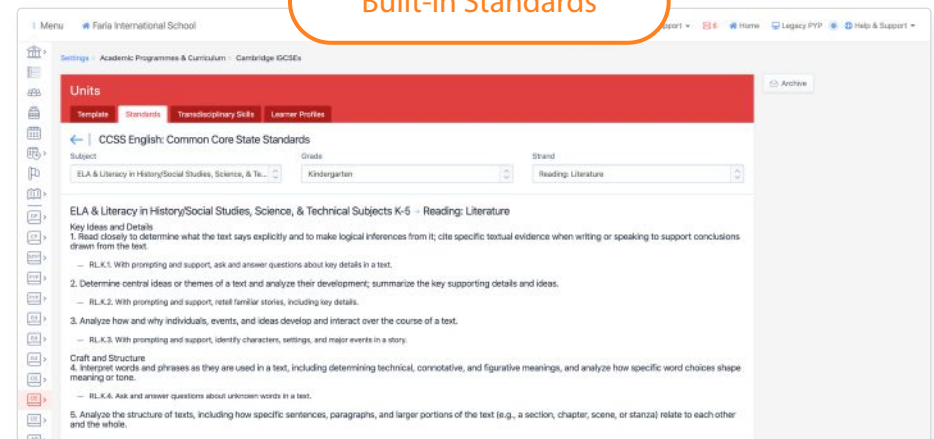 Built-in Standards
Menu Faria International School
Home Legacy PYP Help & Support
Settings Academic Programmes & Curriculum Cambridge IGCSEs
Archive
Units
Template Standards Transdisciplinary Skills Learner Profiles
CCSS English: Common Core State Standards
Subject Grade Strand
ELA & Literacy in History/Social Studies, Science, & Te... Kindergarten Reading: Literature
ELA & Literacy in History/Social Studies, Science, & Technical Subjects K-5 → Reading: Literature
Key Ideas and Details
1. Read closely to determine what the text says explicitly and to make logical inferences from it; cite specific textual evidence when writing or speaking to support conclusions
drawn from the text.
— RL.K.1. With prompting and support, ask and answer questions about key details in a text.
2. Determine central ideas or themes of a text and analyze their development; summarize the key supporting details and ideas.
— RL.K.2. With prompting and support, retell familiar stories, including key details.
3. Analyze how and why individuals, events, and ideas develop and interact over the course of a text.
— RL.K.3. With prompting and support, identify characters, settings, and major events in a story.
Craft and Structure
4. Interpret words and phrases as they are used in a text, including determining technical, connotative, and figurative meanings, and analyze how specific word choices shape
meaning or tone.
— RL.K.4. Ask and answer questions about unknown words in a text.
5. Analyze the structure of texts, including how specific sentences, paragraphs, and larger portions of the text (e.g., a section, chapter, scene, or stanza) relate to each other
and the whole.